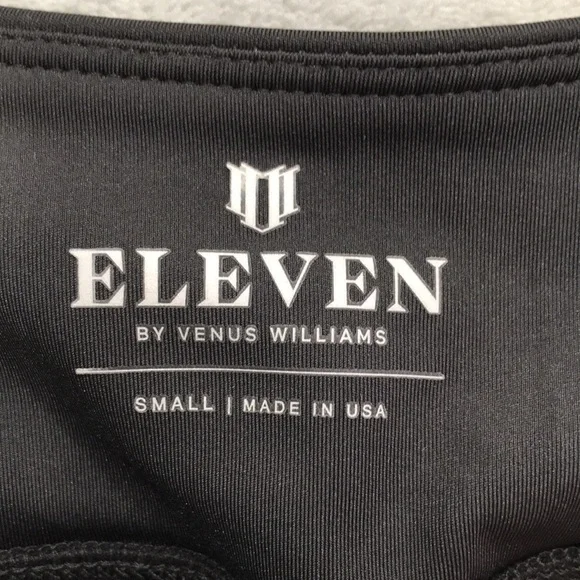 ELEVEN
BY VENUS WILLIAMS
SMALL | MADE IN USA